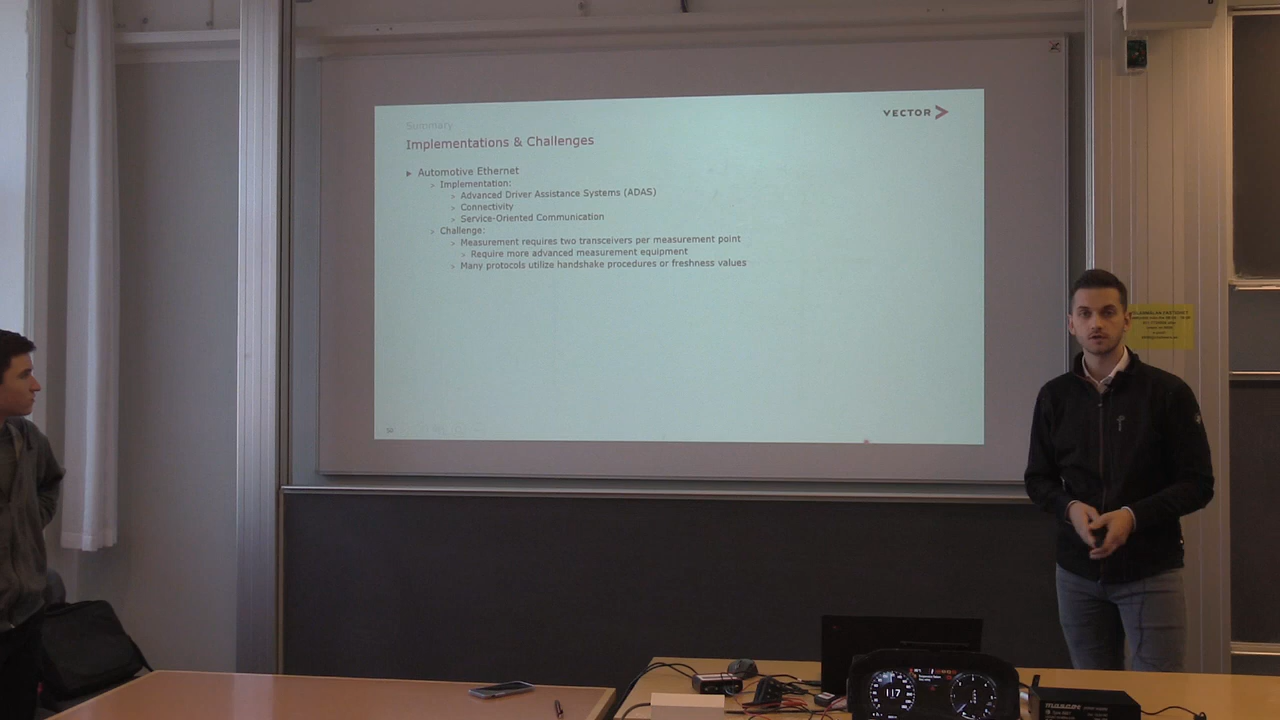 Summary
VECTOR
Implementations & Challenges
Automotive Ethernet
Implementation:
Advanced Driver Assistance Systems (ADAS)
Connectivity
Service-Oriented Communication
Challenge:
Measurement requires two transceivers per measurement point
Require more advanced measurement equipment
Many protocols utilize handshake procedures or freshness values
117